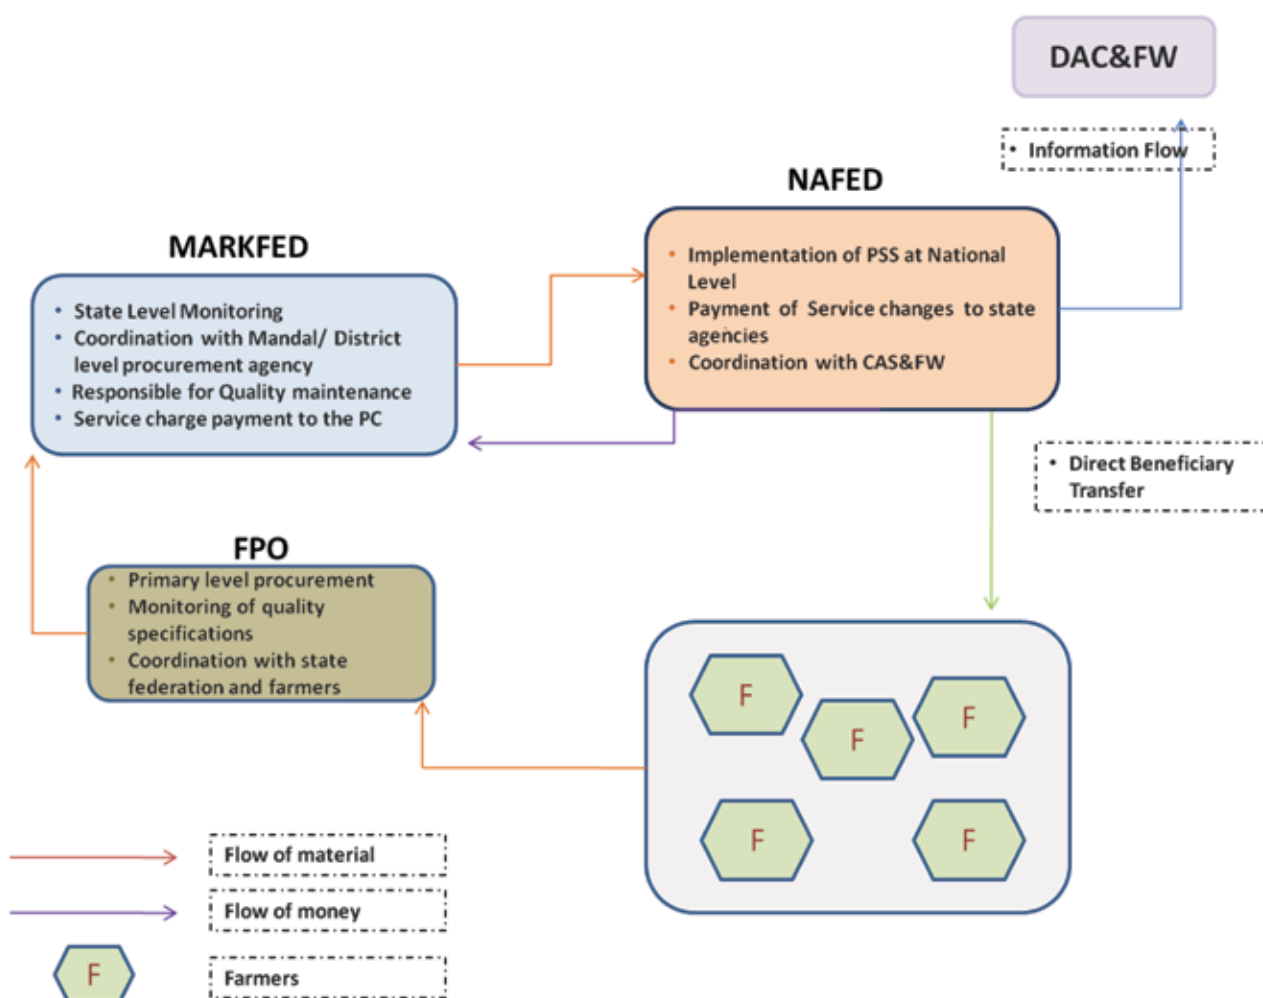 DAC&FW
• Information Flow
NAFED
• Implementation of PSS at National
Level
• Payment of Service changes to state
agencies
• Coordination with CAS&FW
MARKFED
• State Level Monitoring
• Coordination with Mandal/ District
level procurement agency
• Responsible for Quality maintenance
• Service charge payment to the PC
• Direct Beneficiary
Transfer
FPO
• Primary level procurement
• Monitoring of quality
specifications
• Coordination with state
federation and farmers
F
F
F
F
F
Flow of material
Flow of money
F
Farmers